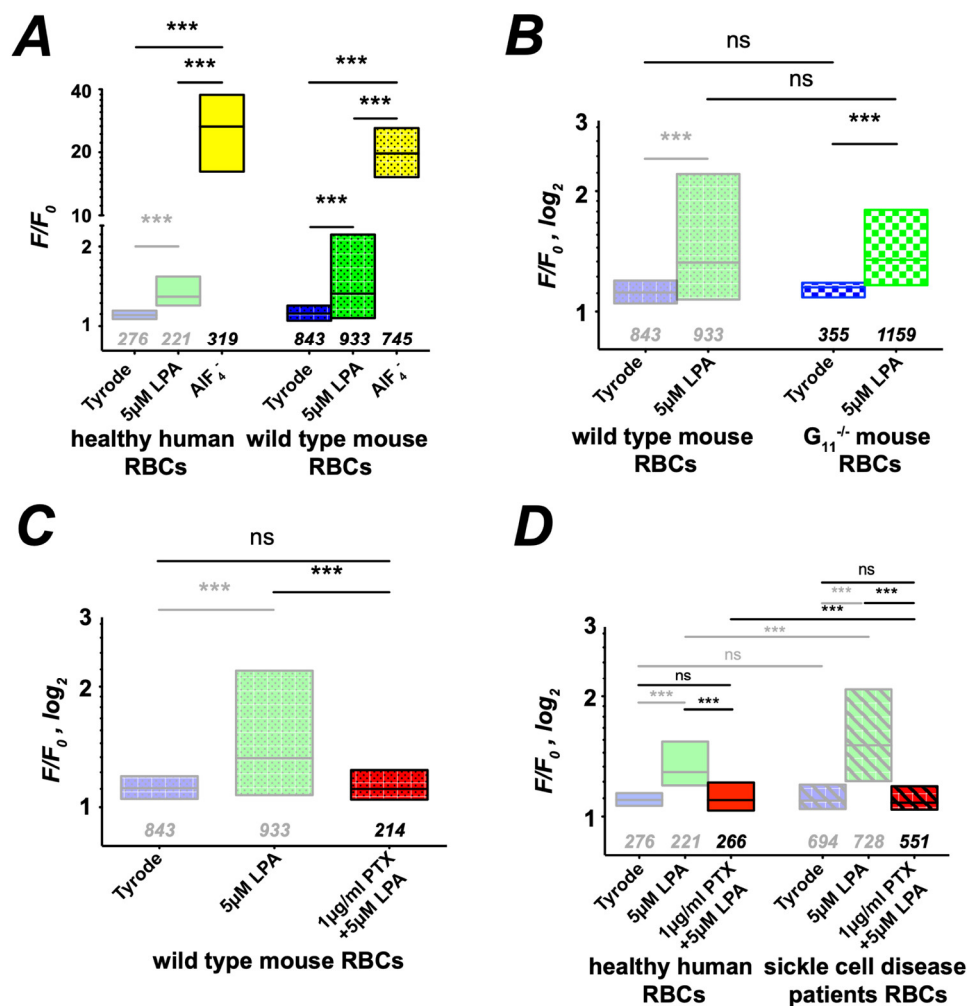 A
***
***
***
***
***
***
40
20
10
2
1
F/F0
276 221 319 843 933 745
Tyrode 5µM LPA AlF4- Tyrode 5µM LPA AlF4-
healthy human RBCs
wild type mouse RBCs
B
ns
ns
***
***
3
2
1
F/F0 , log2
843 933 355 1159
Tyrode 5µM LPA Tyrode 5µM LPA
wild type mouse RBCs
G11-/- mouse RBCs
C
ns
***
***
3
2
1
F/F0 , log2
843 933 214
Tyrode 5µM LPA 1µg/ml PTX +5µM LPA
wild type mouse RBCs
D
ns
***
***
***
***
ns
ns
***
***
3
2
1
F/F0 , log2
276 221 266 694 728 551
Tyrode 5µM LPA 1µg/ml PTX +5µM LPA Tyrode 5µM LPA 1µg/ml PTX +5µM LPA
healthy human RBCs
sickle cell disease patients RBCs